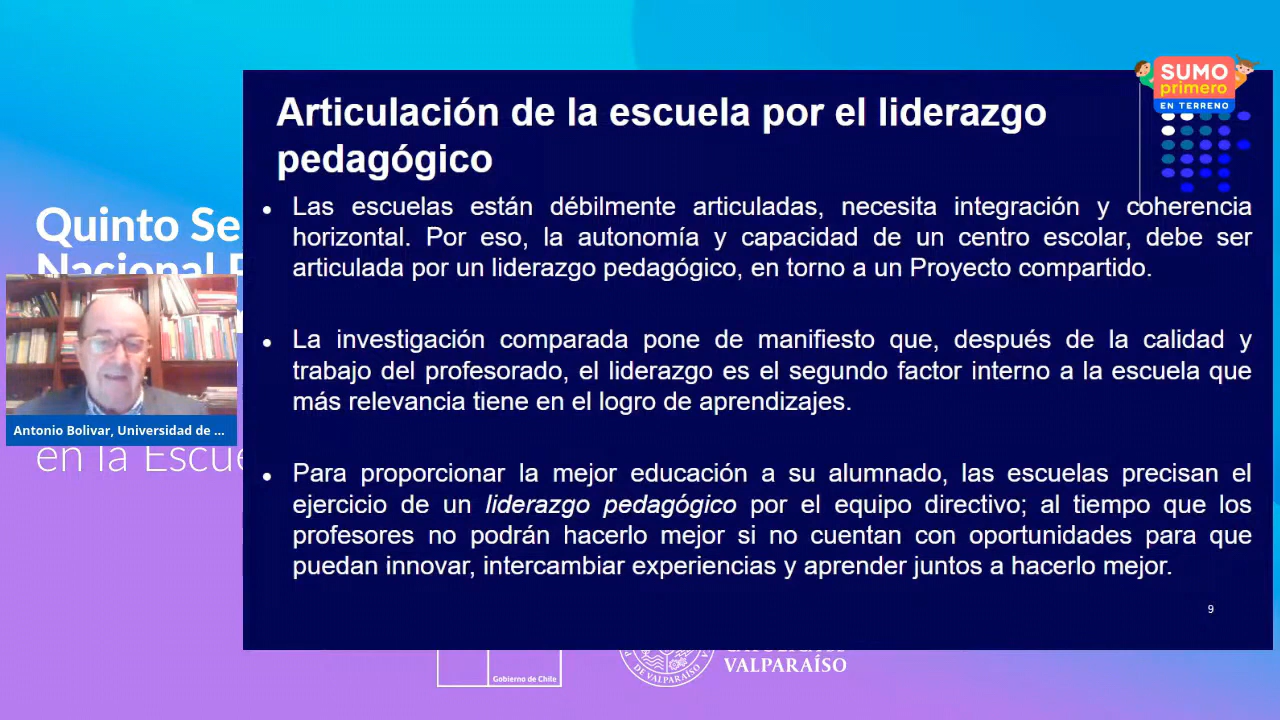 SUMO
primero
EN TERRENO
Articulación de la escuela por el liderazgo
pedagógico
• Las escuelas están débilmente articuladas, necesita integración y coherencia
horizontal. Por eso, la autonomía y capacidad de un centro escolar, debe ser
articulada por un liderazgo pedagógico, en torno a un Proyecto compartido.
• La investigación comparada pone de manifiesto que, después de la calidad y
trabajo del profesorado, el liderazgo es el segundo factor interno a la escuela que
más relevancia tiene en el logro de aprendizajes.
• Para proporcionar la mejor educación a su alumnado, las escuelas precisan el
ejercicio de un liderazgo pedagógico por el equipo directivo; al tiempo que los
profesores no podrán hacerlo mejor si no cuentan con oportunidades para que
puedan innovar, intercambiar experiencias y aprender juntos a hacerlo mejor.
9
Quinto Se
Nacional
Antonio Bolivar, Universidad de ...
en la Escue
Gobierno de Chile
DE VALPARAÍSO
VALPARAÍSO